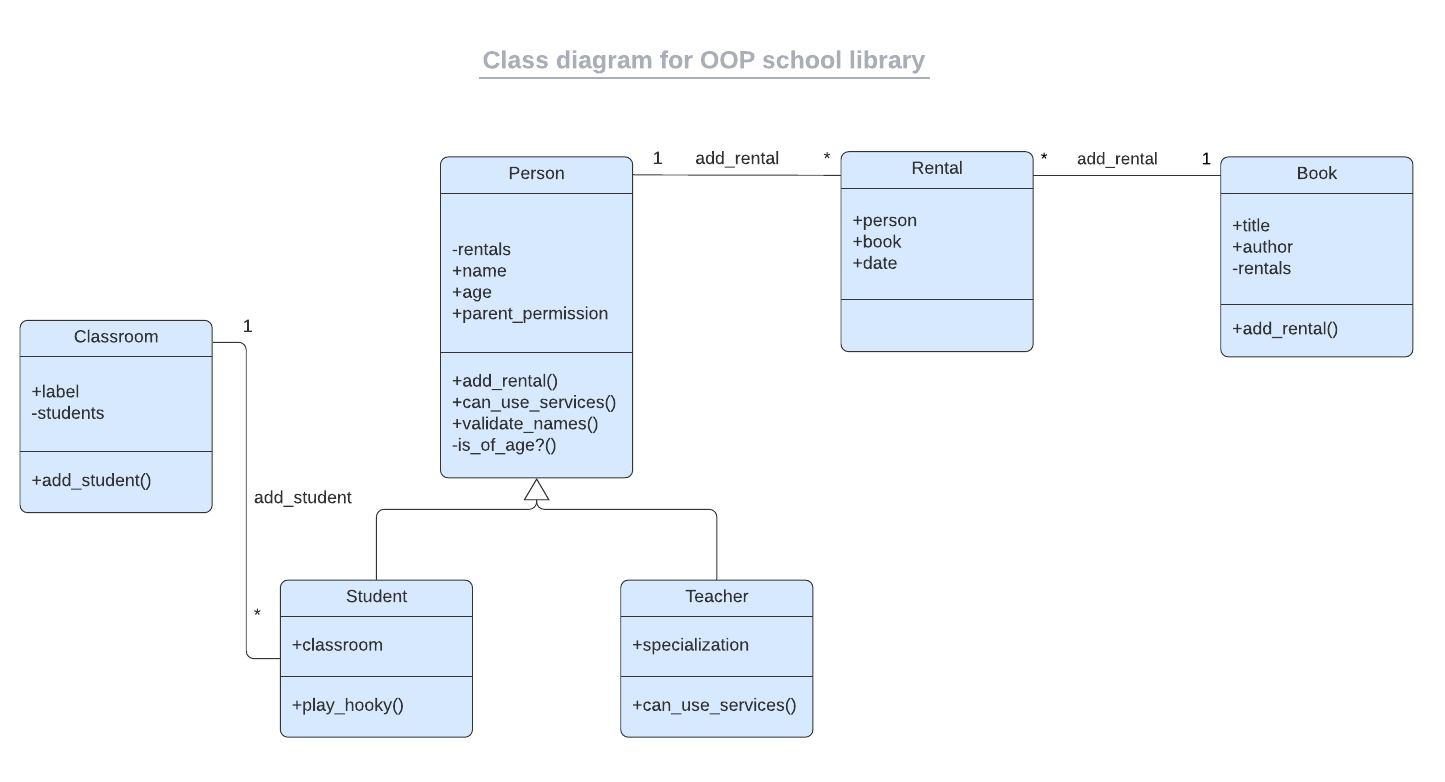 Class diagram for OOP school library
Person
-rentals
+name
+age
+parent_permission
+add_rental()
+can_use_services()
+validate_names()
-is_of_age?()
1
add_rental
*
Rental
+person
+book
+date
*
add_rental
1
Book
+title
+author
-rentals
+add_rental()
Classroom
+label
-students
+add_student()
1
add_student
*
Student
+classroom
+play_hooky()
Teacher
+specialization
+can_use_services()